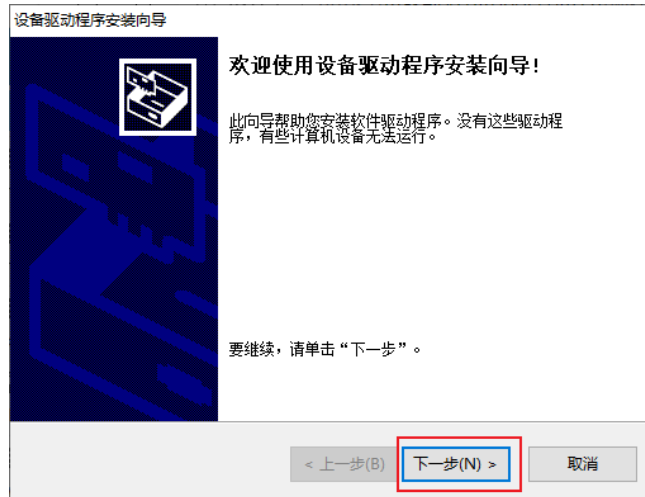 设备驱动程序安装向导
欢迎使用设备驱动程序安装向导!
此向导帮助您安装软件驱动程序。没有这些驱动程
序，有些计算机设备无法运行。
要继续，请单击“下一步”。
< 上一步(B)
下一步(N) >
取消